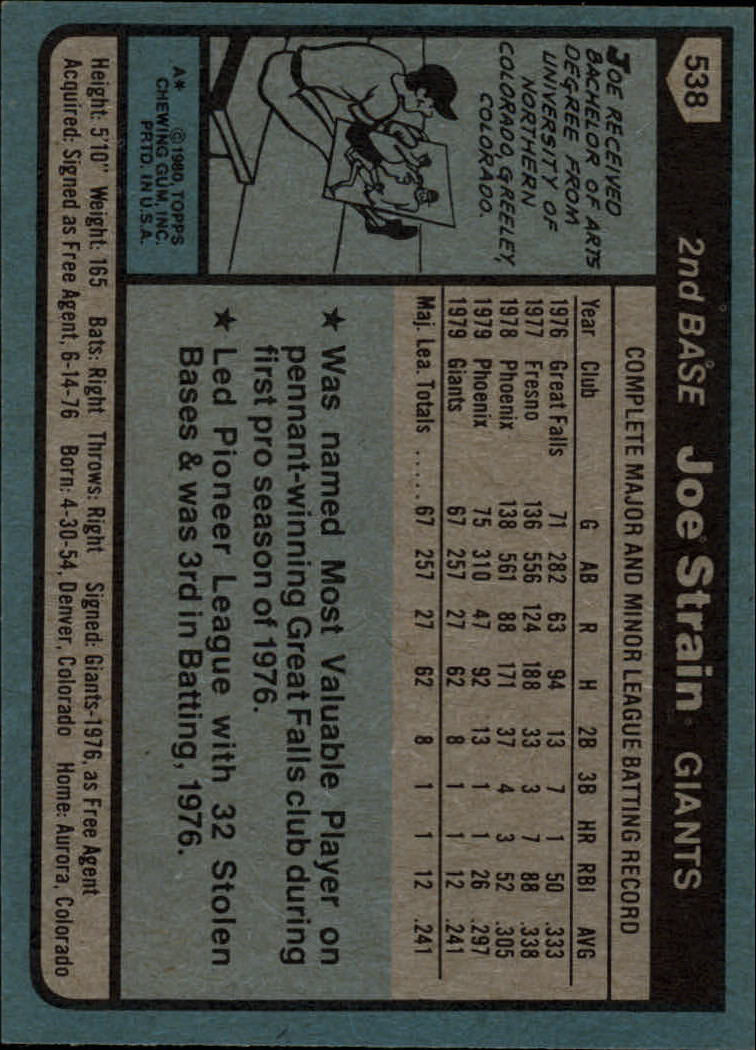 538
2nd BASE Joe Strain GIANTS
JOE RECEIVED
BACHELOR OF ARTS
DEGREE FROM
UNIVERSITY OF
NORTHERN
COLORADO, GREELEY,
COLORADO.
A* ©1980, TOPPS
CHEWING GUM, INC.
PRTD. IN U.S.A.
COMPLETE MAJOR AND MINOR LEAGUE BATTING RECORD
Year Club G AB R H 2B 3B HR RBI AVG
1976 Great Falls 71 282 63 94 13 7 1 50 .333
1977 Fresno 136 556 124 188 33 3 7 88 .338
1978 Phoenix 138 561 88 171 37 4 3 52 .305
1979 Phoenix 75 310 47 92 13 1 1 26 .297
1979 Giants 67 257 27 62 8 1 1 12 .241
Maj. Lea. Totals ..... 67 257 27 62 8 1 1 12 .241
★ Was named Most Valuable Player on
pennant-winning Great Falls club during
first pro season of 1976.
★ Led Pioneer League with 32 Stolen
Bases & was 3rd in Batting, 1976.
Height: 5'10" Weight: 165 Bats: Right Throws: Right Signed: Giants-1976, as Free Agent
Acquired: Signed as Free Agent, 6-14-76 Born: 4-30-54, Denver, Colorado Home: Aurora, Colorado